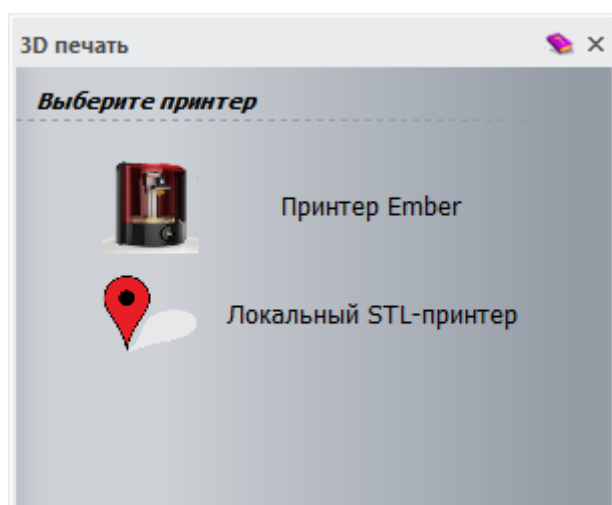 3D печать
Выберите принтер
Принтер Ember
Локальный STL-принтер